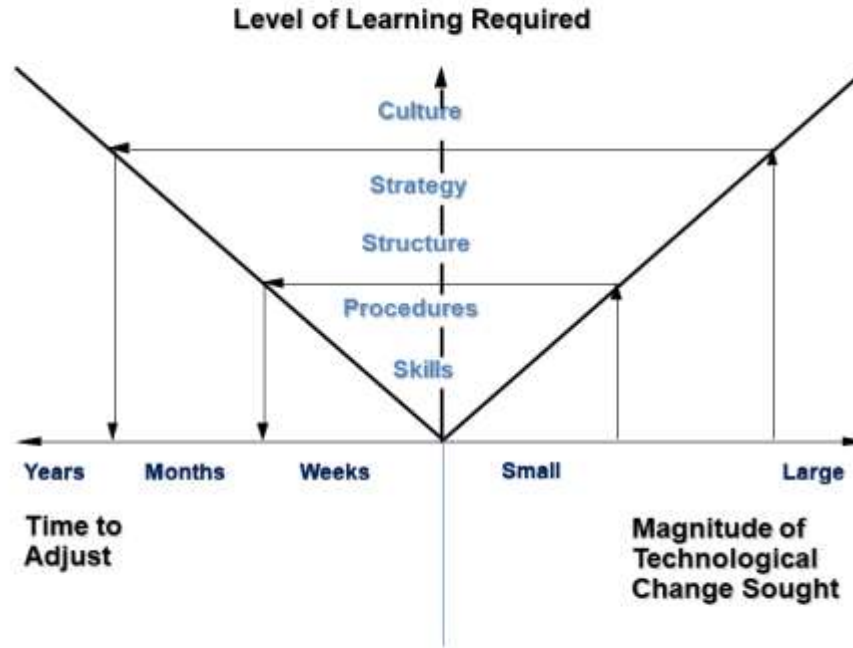 Level of Learning Required
Culture
Strategy
Structure
Procedures
Skills
Years Months Weeks Small Large
Time to
Adjust
Magnitude of
Technological
Change Sought